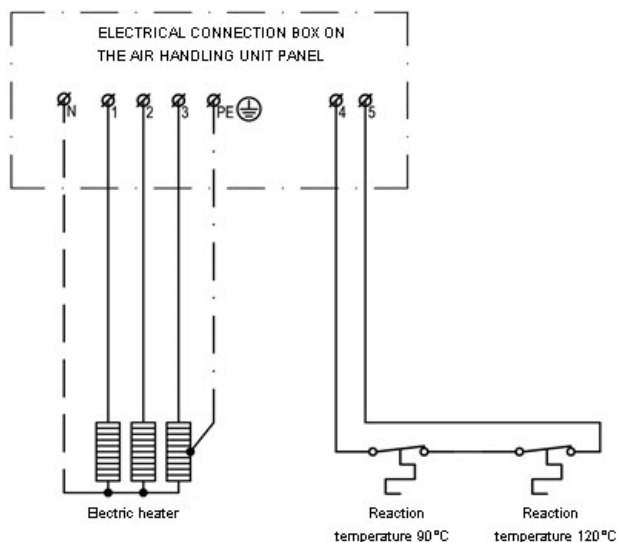 ELECTRICAL CONNECTION BOX ON
THE AIR HANDLING UNIT PANEL
N 1 2 3 PE 4 5
Electric heater
Reaction
temperature 90°C
Reaction
temperature 120°C